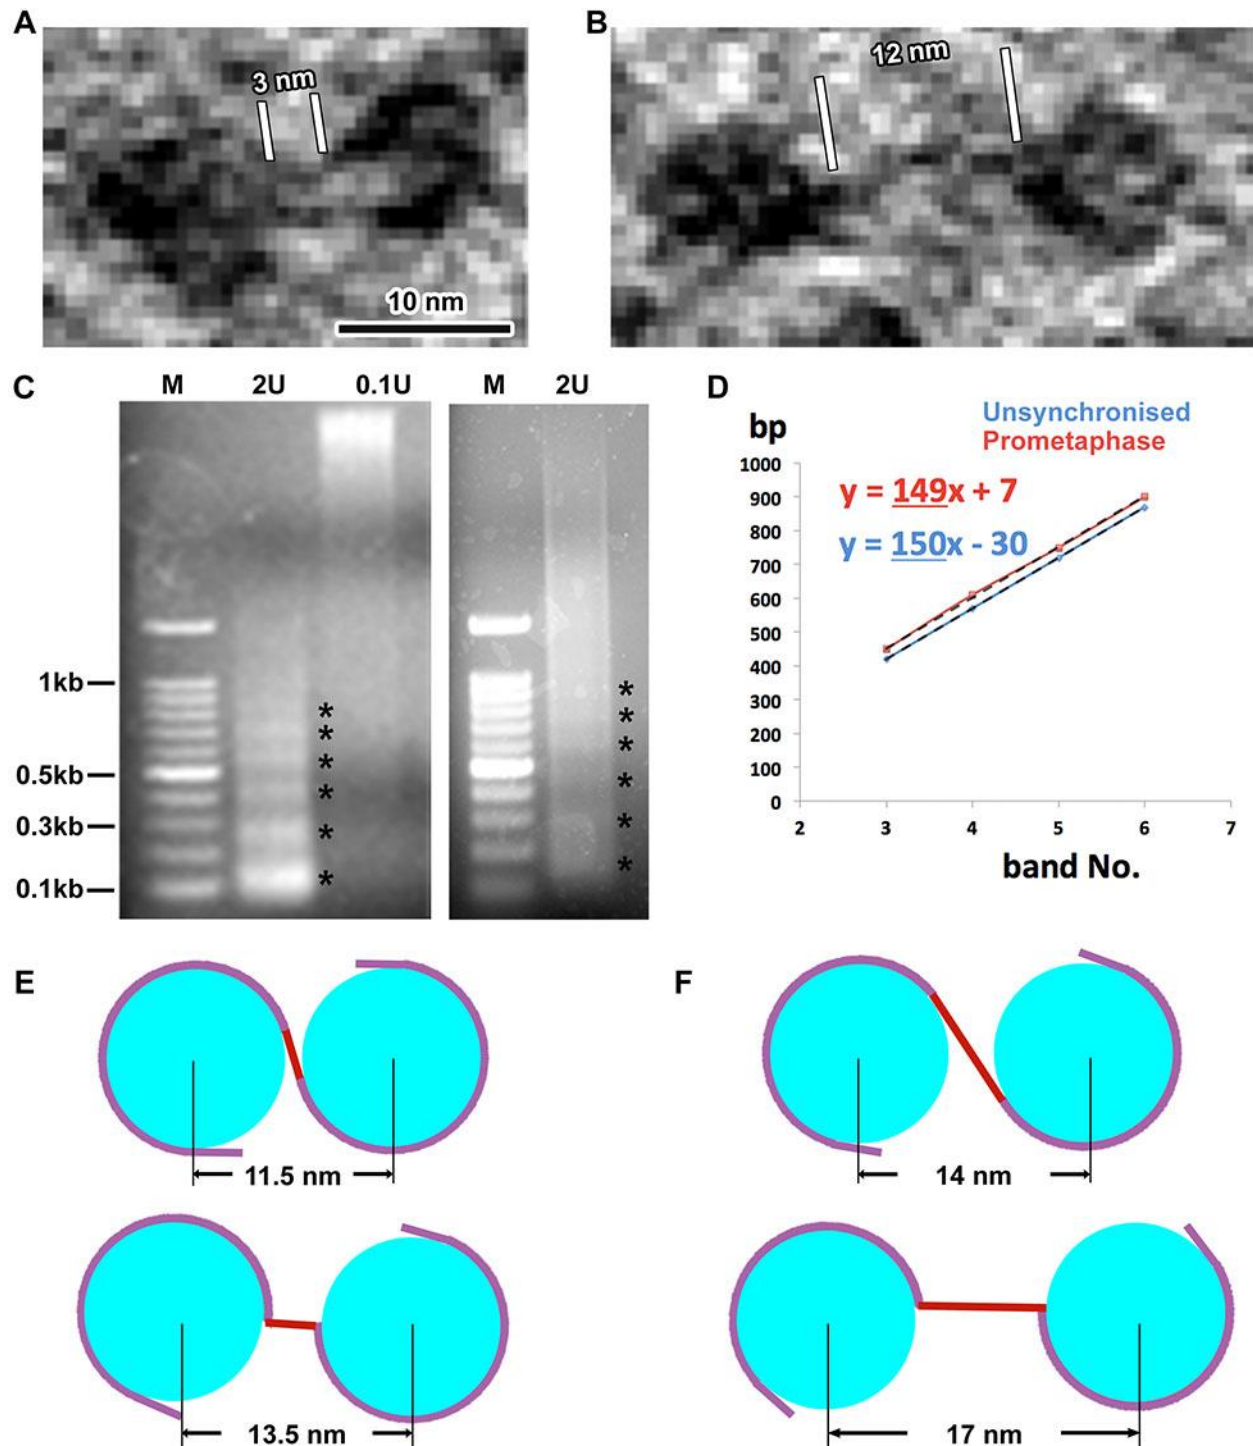 A
3 nm
10 nm
B
12 nm
C
M 2U 0.1U
1kb
0.5kb
0.3kb
0.1kb
*
*
*
*
*
*
M 2U
*
*
*
*
*
*
D
bp
Unsynchronised
Prometaphase
y = 149x + 7
y = 150x - 30
1000
900
800
700
600
500
400
300
200
100
0
2 3 4 5 6 7
band No.
E
11.5 nm
13.5 nm
F
14 nm
17 nm